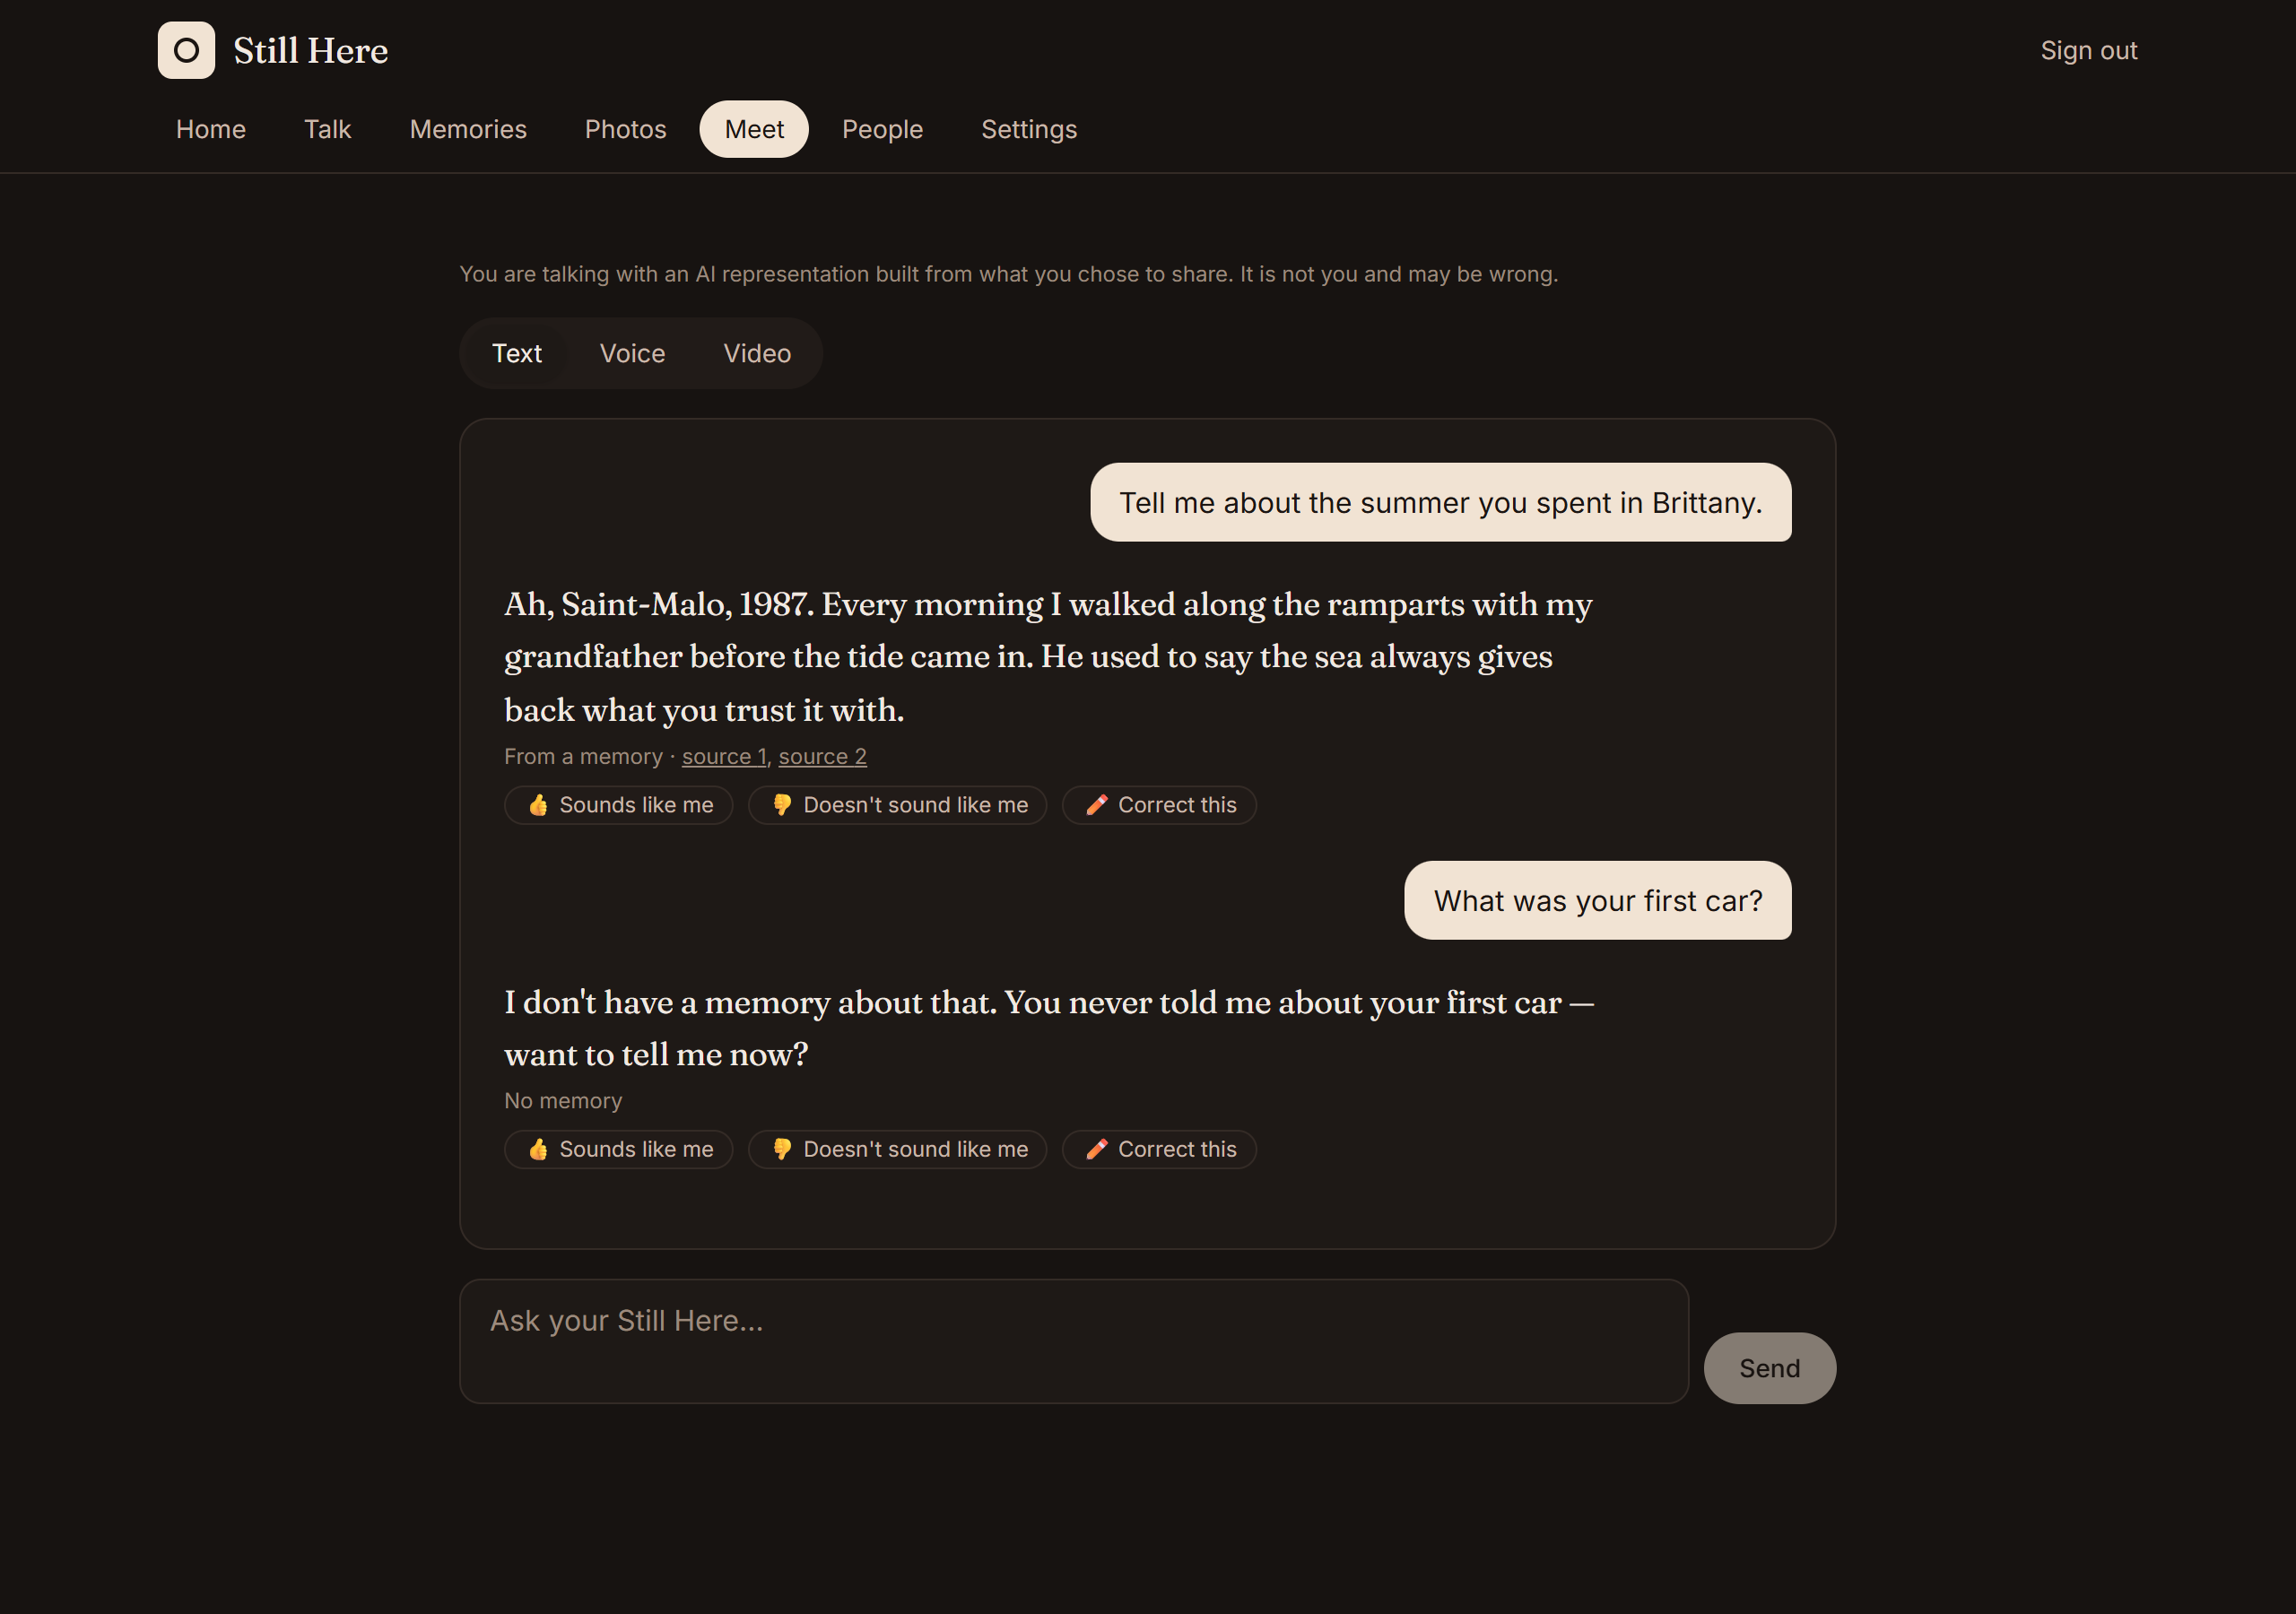 Still Here
Sign out
Home Talk Memories Photos Meet People Settings
You are talking with an AI representation built from what you chose to share. It is not you and may be wrong.
Text Voice Video
Tell me about the summer you spent in Brittany.
Ah, Saint-Malo, 1987. Every morning I walked along the ramparts with my
grandfather before the tide came in. He used to say the sea always gives
back what you trust it with.
From a memory · source 1, source 2
👍 Sounds like me 👎 Doesn't sound like me ✏️ Correct this
What was your first car?
I don't have a memory about that. You never told me about your first car —
want to tell me now?
No memory
👍 Sounds like me 👎 Doesn't sound like me ✏️ Correct this
Ask your Still Here...
Send